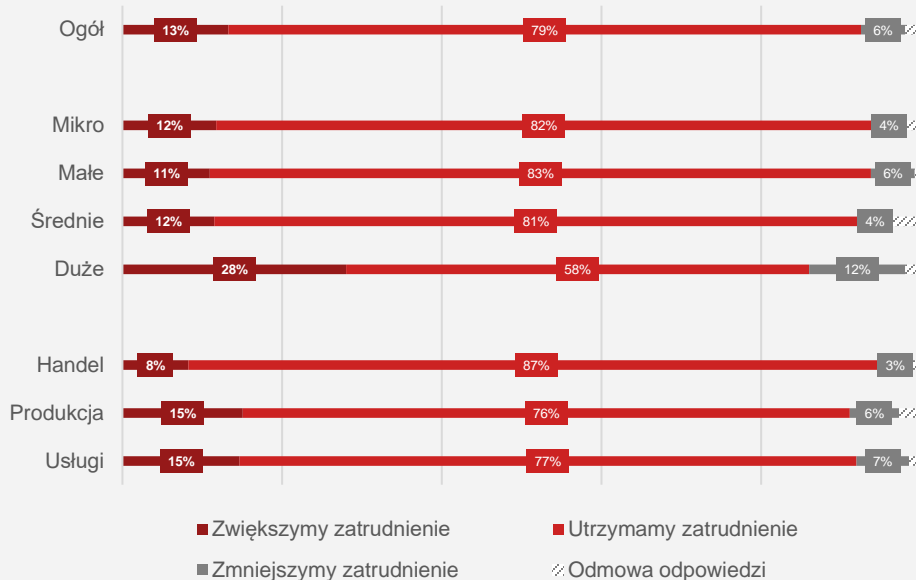 Ogół 13% 79% 6%
Mikro 12% 82% 4%
Małe 11% 83% 6%
Średnie 12% 81% 4%
Duże 28% 58% 12%
Handel 8% 87% 3%
Produkcja 15% 76% 6%
Usługi 15% 77% 7%
Zwiększymy zatrudnienie Utrzymamy zatrudnienie
Zmniejszymy zatrudnienie Odmowa odpowiedzi